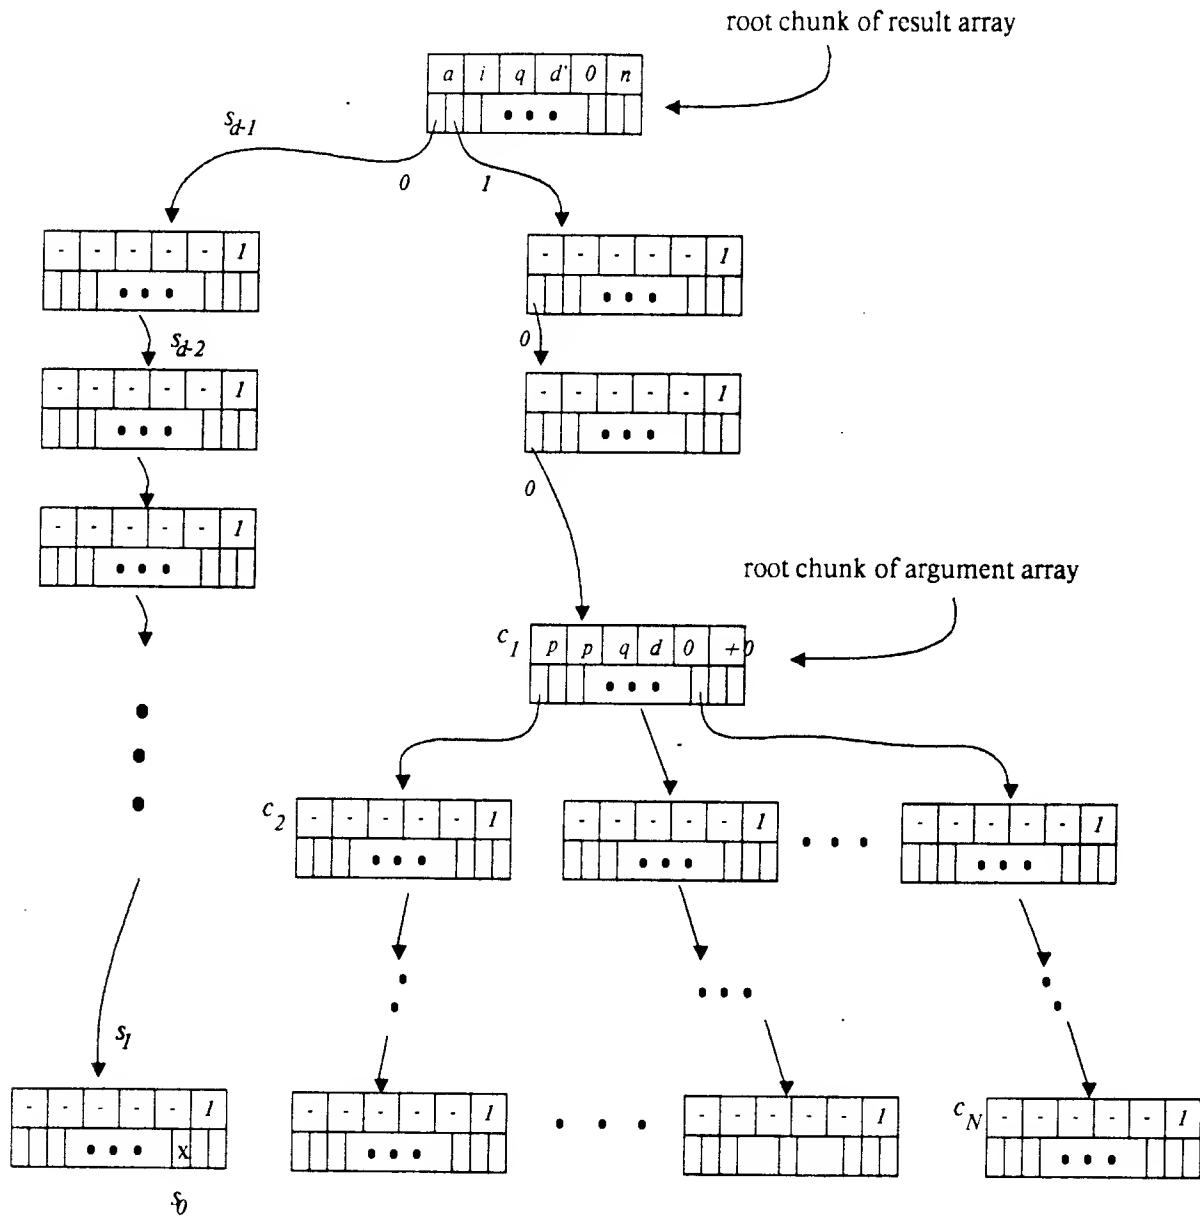 root chunk of result array
a i q d' 0 n
s_{d-1}
0 1
- - - - - 1
- - - - - 1
s_{d-2}
0
- - - - - 1
- - - - - 1
0
- - - - - 1
root chunk of argument array
c_1 p p q d 0 +0
c_2 - - - - - 1
- - - - - 1
- - - - - 1
s_1
- - - - - 1
- - - - - 1
- - - - - 1
c_N - - - - - 1
x
s_0